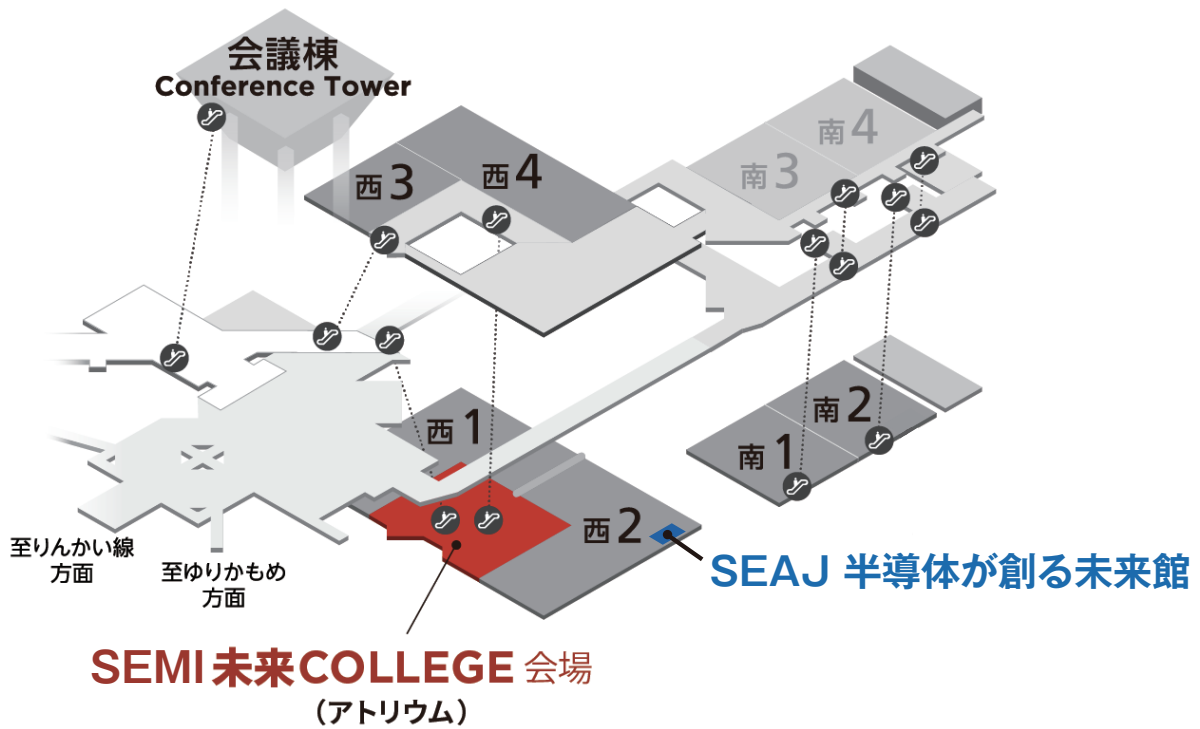 会議棟
Conference Tower
西3
西4
南3
南4
西1
西2
南1
南2
至りんかい線
方面
至ゆりかもめ
方面
SEAJ 半導体が創る未来館
SEMI 未来COLLEGE 会場
（アトリウム）